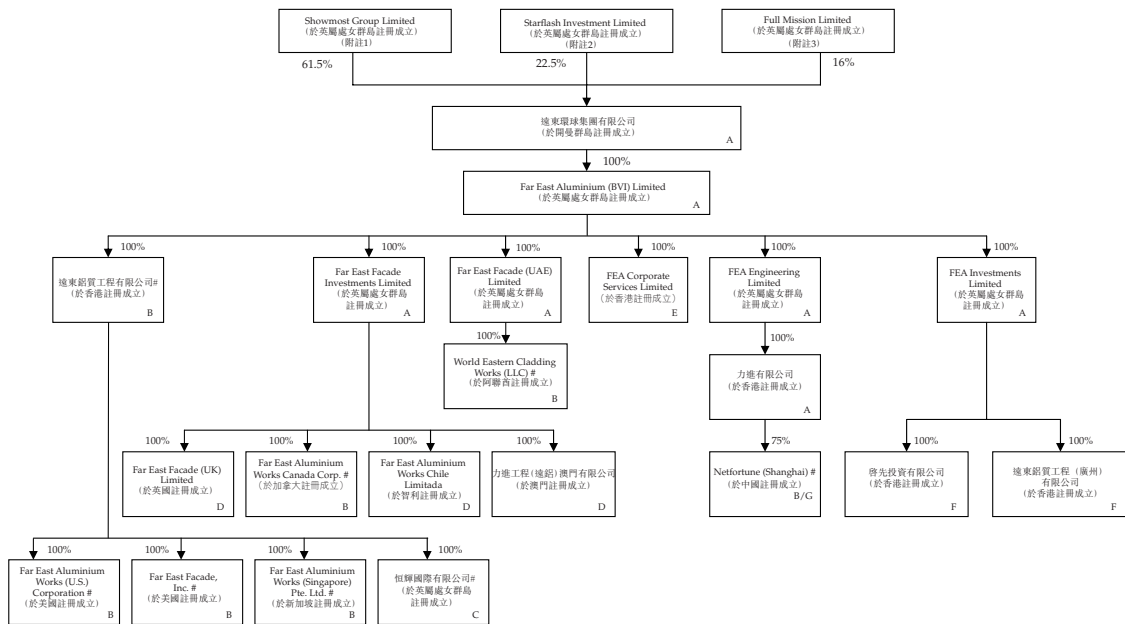 Showmost Group Limited
(於英屬處女群島註冊成立)
(附註1)
Starflash Investment Limited
(於英屬處女群島註冊成立)
(附註2)
Full Mission Limited
(於英屬處女群島註冊成立)
(附註3)
61.5%
22.5%
16%
遠東環球集團有限公司
(於開曼群島註冊成立)
A
100%
Far East Aluminium (BVI) Limited
(於英屬處女群島註冊成立)
A
100%
100%
100%
100%
100%
100%
遠東鋁質工程有限公司#
(於香港註冊成立)
B
Far East Facade
Investments Limited
(於英屬處女群島
註冊成立)
A
Far East Facade (UAE)
Limited
(於英屬處女群島
註冊成立)
A
FEA Corporate
Services Limited
(於香港註冊成立)
E
FEA Engineering
Limited
(於英屬處女群島
註冊成立)
A
FEA Investments
Limited
(於英屬處女群島
註冊成立)
A
100%
World Eastern Cladding
Works (LLC) #
(於阿聯酋註冊成立)
B
100%
力進有限公司
(於香港註冊成立)
A
100%
100%
100%
100%
75%
100%
100%
Far East Facade (UK)
Limited
(於英國註冊成立)
D
Far East Aluminium
Works Canada Corp. #
(於加拿大註冊成立)
B
Far East Aluminium
Works Chile
Limitada
(於智利註冊成立)
D
力進工程(遠鋁)澳門有限公司
(於澳門註冊成立)
D
Netfortune (Shanghai) #
(於中國註冊成立)
B/G
啓先投資有限公司
(於香港註冊成立)
F
遠東鋁質工程（廣州）
有限公司
(於香港註冊成立)
F
100%
100%
100%
100%
Far East Aluminium
Works (U.S.)
Corporation #
(於美國註冊成立)
B
Far East Facade,
Inc. #
(於美國註冊成立)
B
Far East Aluminium
Works (Singapore)
Pte. Ltd. #
(於新加坡註冊成立)
B
恒輝國際有限公司#
(於英屬處女群島
註冊成立)
C